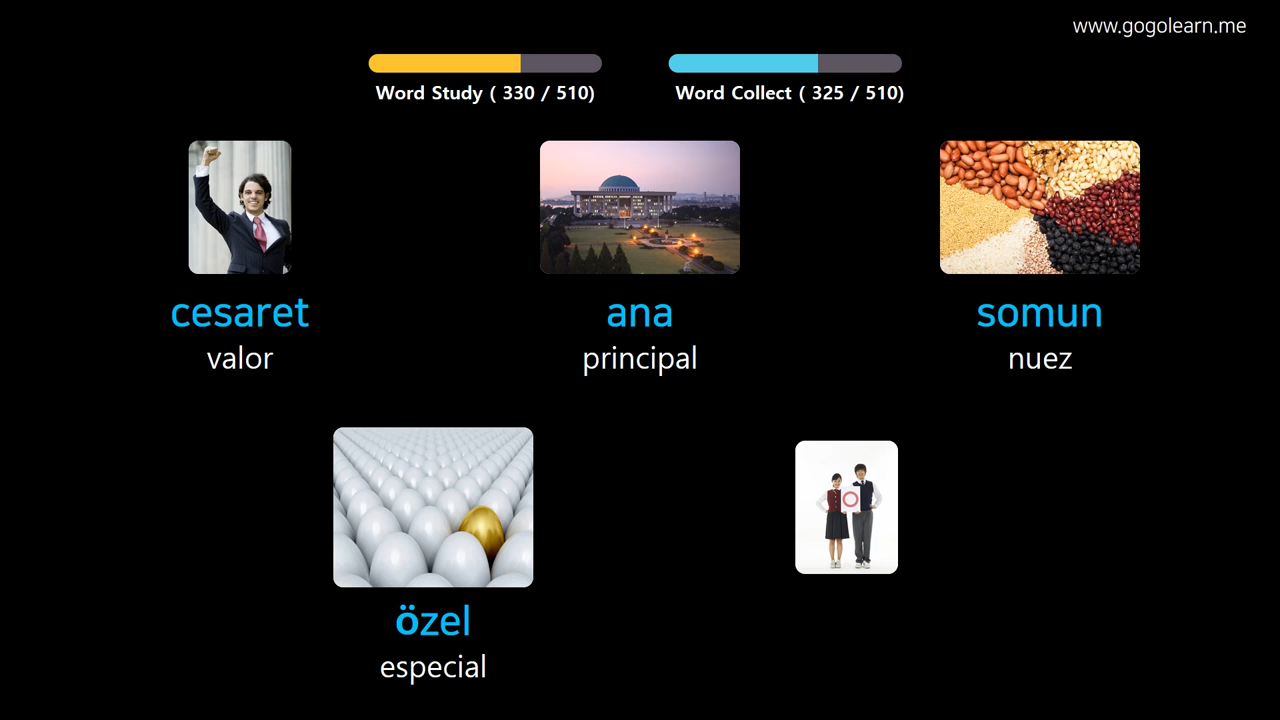 www.gogolearn.me
Word Study ( 330 / 510)
Word Collect ( 325 / 510)
cesaret
valor
ana
principal
somun
nuez
özel
especial